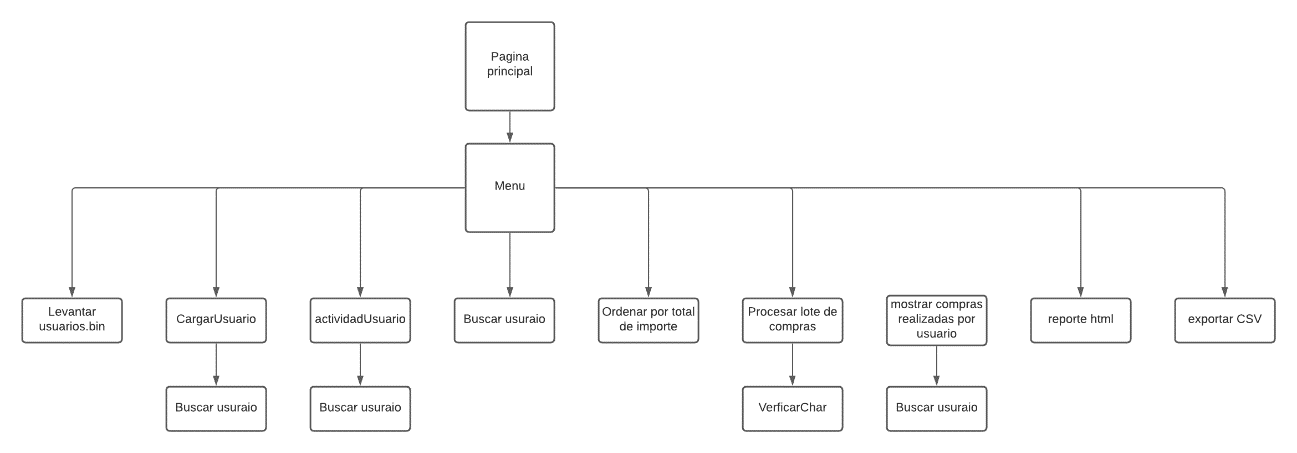 Pagina
principal
Menu
Levantar
usuarios.bin
CargarUsuario
actividadUsuario
Buscar usuraio
Ordenar por total
de importe
Procesar lote de
compras
mostrar compras
realizadas por
usuario
reporte html
exportar CSV
Buscar usuraio
Buscar usuraio
VerficarChar
Buscar usuraio